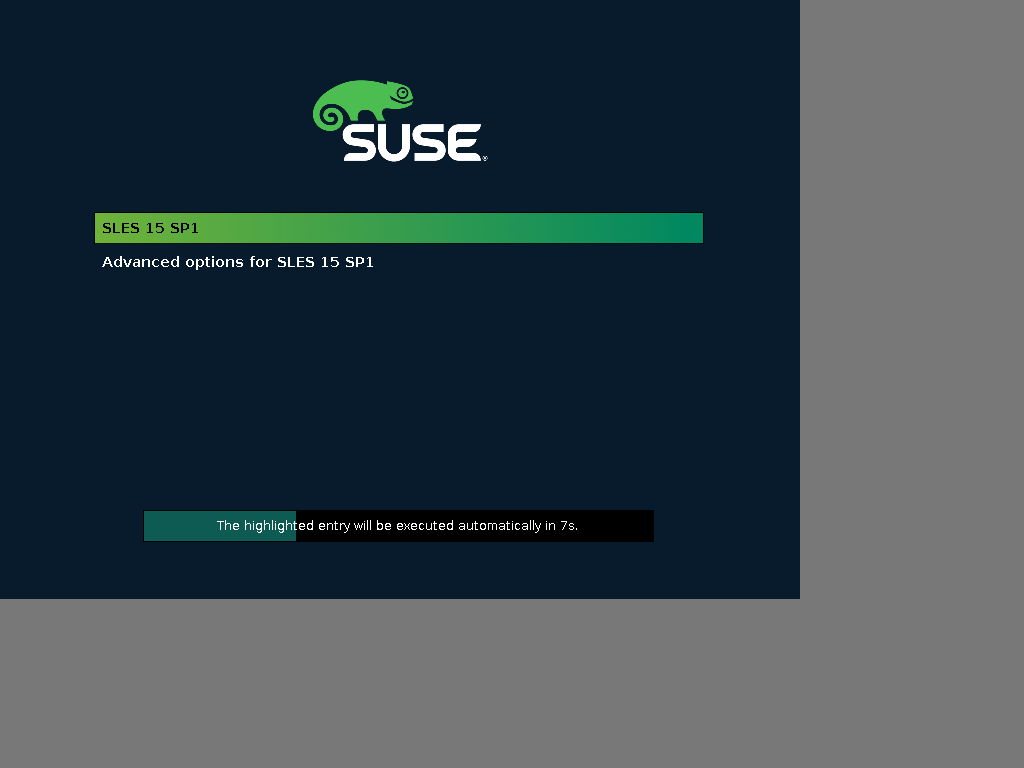 SUSE®
SLES 15 SP1
Advanced options for SLES 15 SP1
The highlighted entry will be executed automatically in 7s.